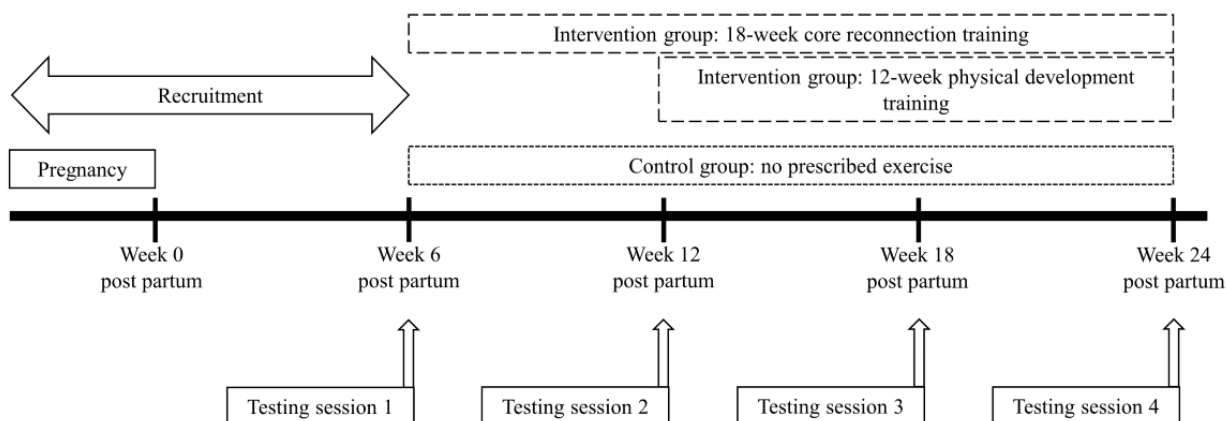 Intervention group: 18-week core reconnection training
Intervention group: 12-week physical development
training
Recruitment
Pregnancy
Control group: no prescribed exercise
Week 0
post partum
Week 6
post partum
Week 12
post partum
Week 18
post partum
Week 24
post partum
Testing session 1
Testing session 2
Testing session 3
Testing session 4